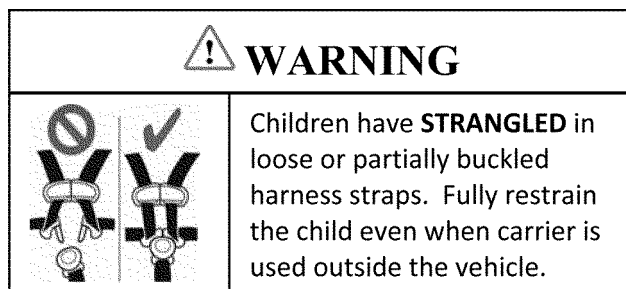 WARNING
Children have STRANGLED in
loose or partially buckled
harness straps. Fully restrain
the child even when carrier is
used outside the vehicle.